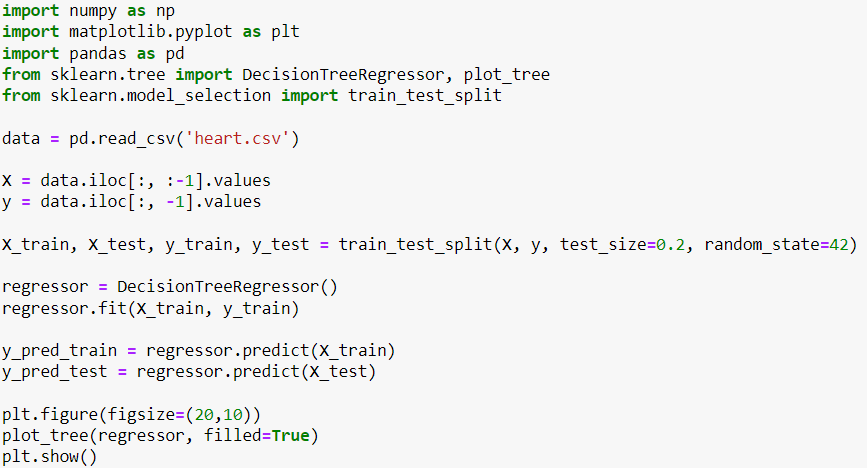 import numpy as np
import matplotlib.pyplot as plt
import pandas as pd
from sklearn.tree import DecisionTreeRegressor, plot_tree
from sklearn.model_selection import train_test_split
data = pd.read_csv('heart.csv')
X = data.iloc[:, :-1].values
y = data.iloc[:, -1].values
X_train, X_test, y_train, y_test = train_test_split(X, y, test_size=0.2, random_state=42)
regressor = DecisionTreeRegressor()
regressor.fit(X_train, y_train)
y_pred_train = regressor.predict(X_train)
y_pred_test = regressor.predict(X_test)
plt.figure(figsize=(20,10))
plot_tree(regressor, filled=True)
plt.show()